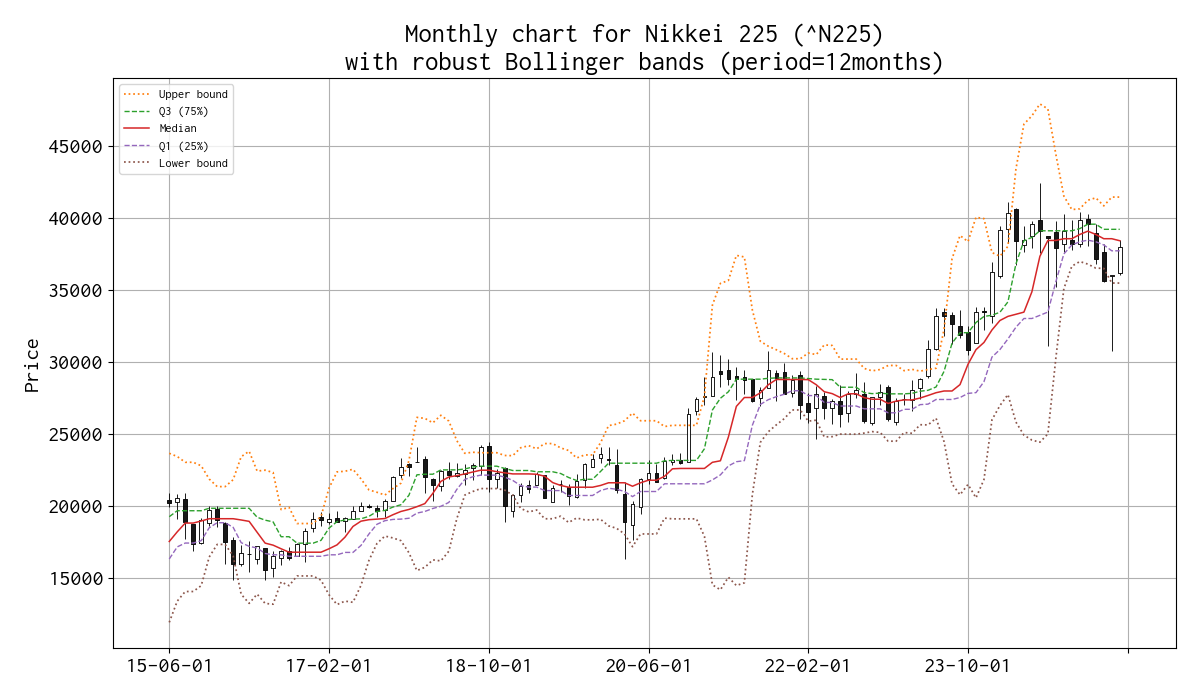 Monthly chart for Nikkei 225 (^N225)
with robust Bollinger bands (period=12months)
Upper bound
Q3 (75%)
Median
Q1 (25%)
Lower bound
45000
40000
35000
30000
25000
20000
15000
Price
15-06-01
17-02-01
18-10-01
20-06-01
22-02-01
23-10-01